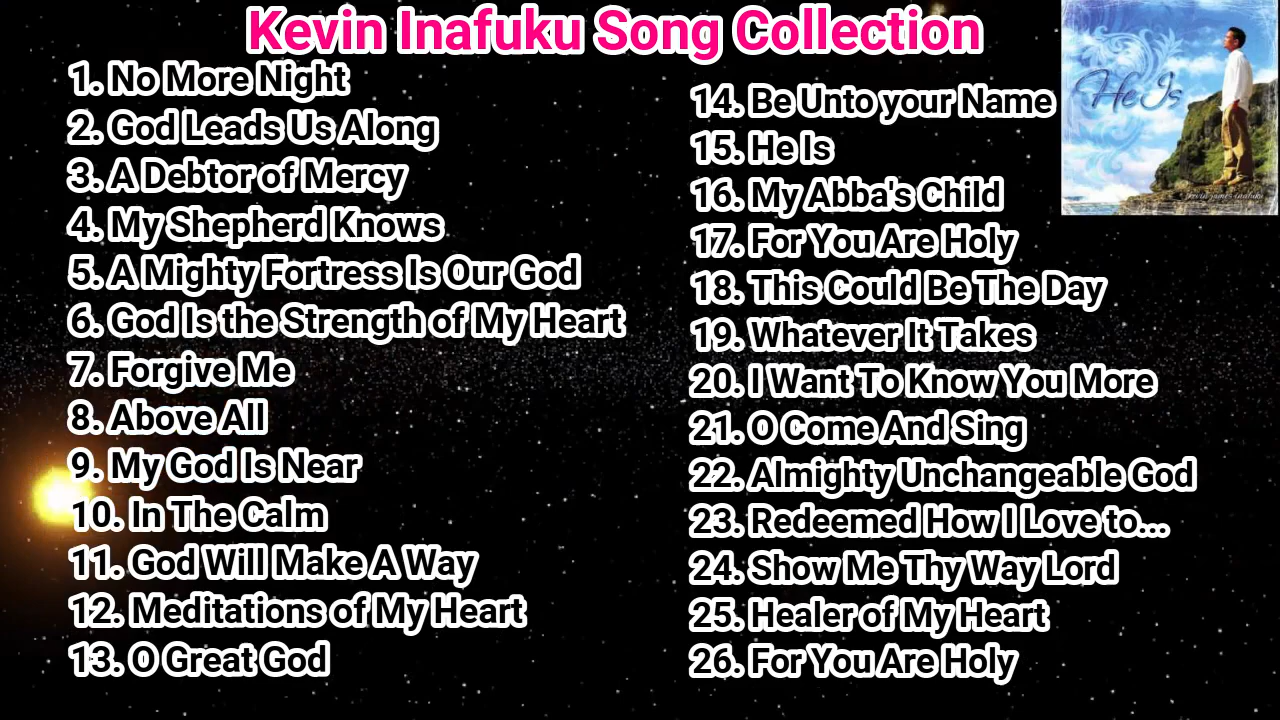 Kevin Inafuku Song Collection
1. No More Night
2. God Leads Us Along
3. A Debtor of Mercy
4. My Shepherd Knows
5. A Mighty Fortress Is Our God
6. God Is the Strength of My Heart
7. Forgive Me
8. Above All
9. My God Is Near
10. In The Calm
11. God Will Make A Way
12. Meditations of My Heart
13. O Great God
14. Be Unto your Name
15. He Is
16. My Abba's Child
17. For You Are Holy
18. This Could Be The Day
19. Whatever It Takes
20. I Want To Know You More
21. O Come And Sing
22. Almighty Unchangeable God
23. Redeemed How I Love to...
24. Show Me Thy Way Lord
25. Healer of My Heart
26. For You Are Holy
He Is
kevin james inafuku